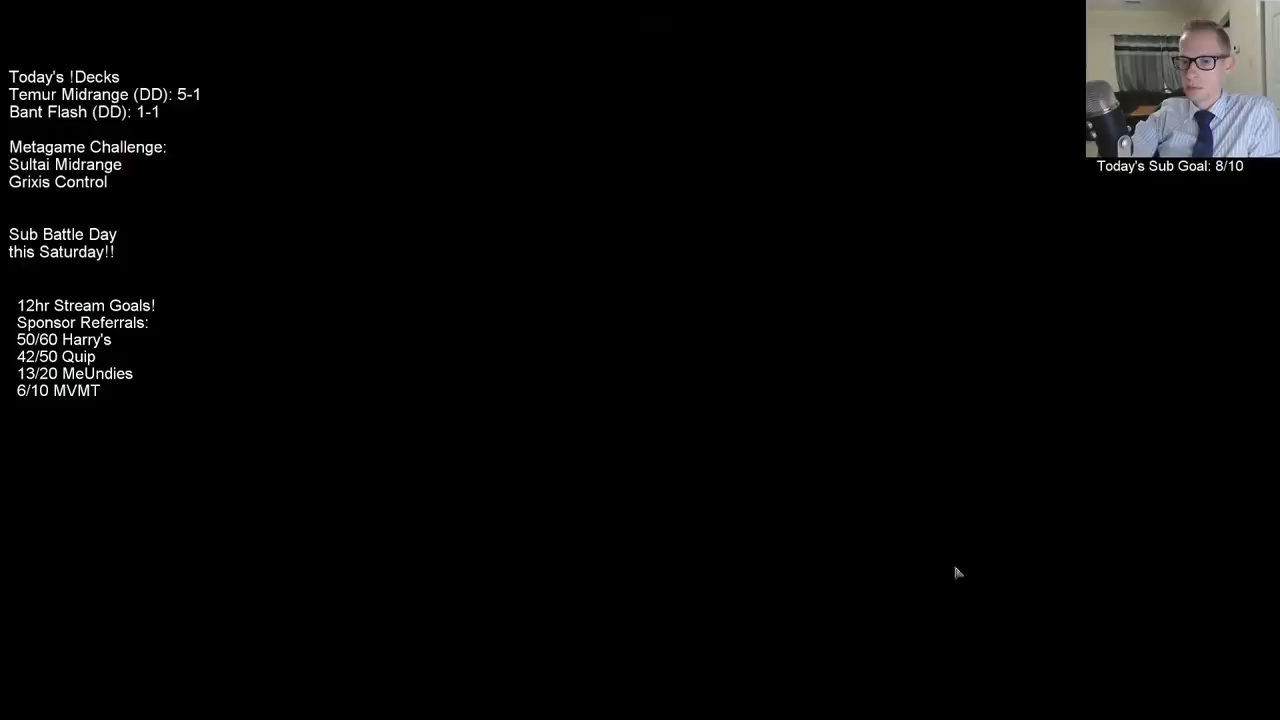 Today's !Decks
Temur Midrange (DD): 5-1
Bant Flash (DD): 1-1
Metagame Challenge:
Sultai Midrange
Grixis Control
Sub Battle Day
this Saturday!!
12hr Stream Goals!
Sponsor Referrals:
50/60 Harry's
42/50 Quip
13/20 MeUndies
6/10 MVMT
Today's Sub Goal: 8/10